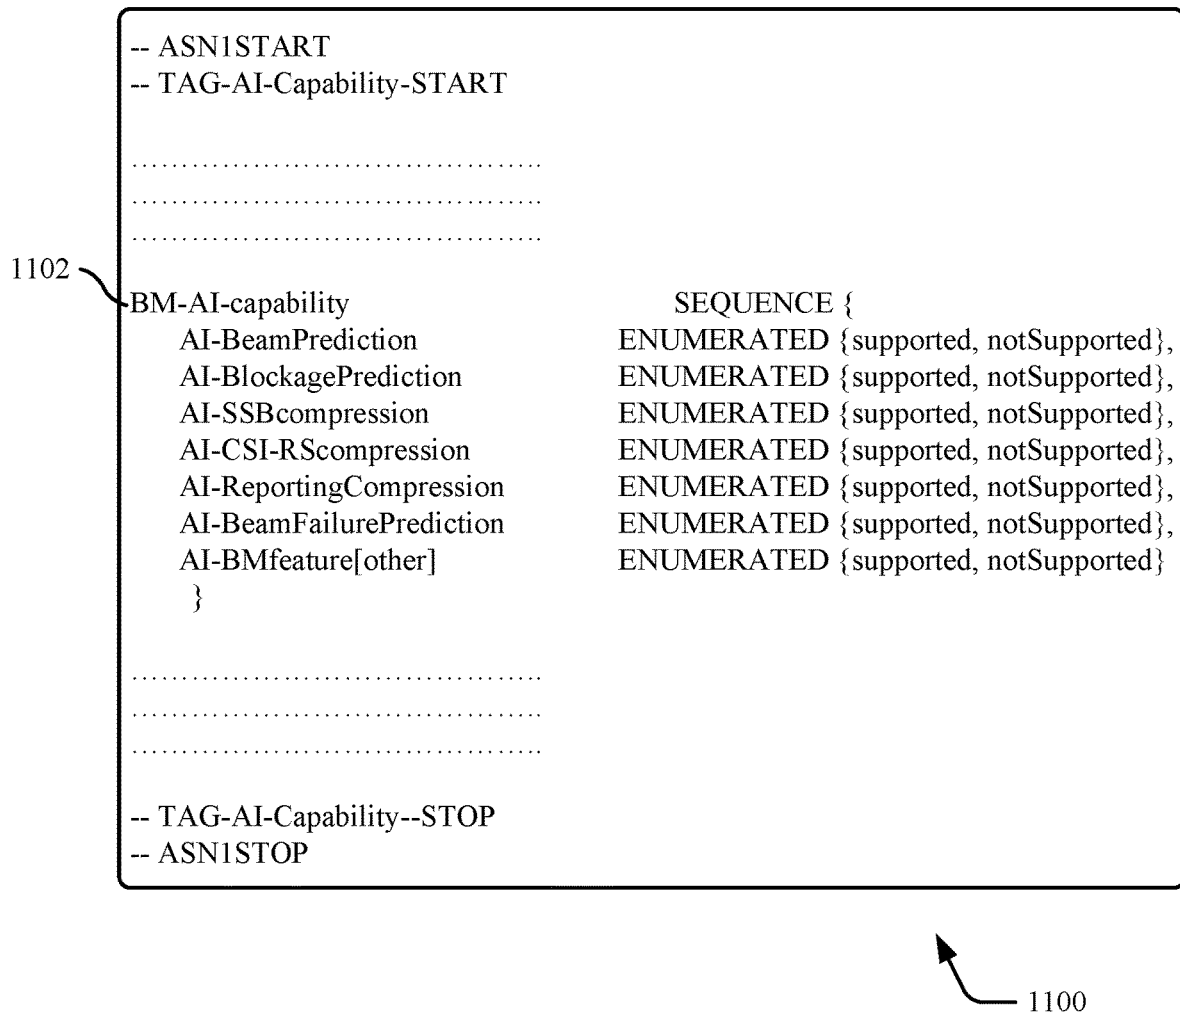 -- ASN1START
-- TAG-AI-Capability-START
..........................................
..........................................
..........................................
1102
BM-AI-capability SEQUENCE {
AI-BeamPrediction ENUMERATED {supported, notSupported},
AI-BlockagePrediction ENUMERATED {supported, notSupported},
AI-SSBcompression ENUMERATED {supported, notSupported},
AI-CSI-RScompression ENUMERATED {supported, notSupported},
AI-ReportingCompression ENUMERATED {supported, notSupported},
AI-BeamFailurePrediction ENUMERATED {supported, notSupported},
AI-BMfeature[other] ENUMERATED {supported, notSupported}
}
..........................................
..........................................
..........................................
-- TAG-AI-Capability--STOP
-- ASN1STOP
1100